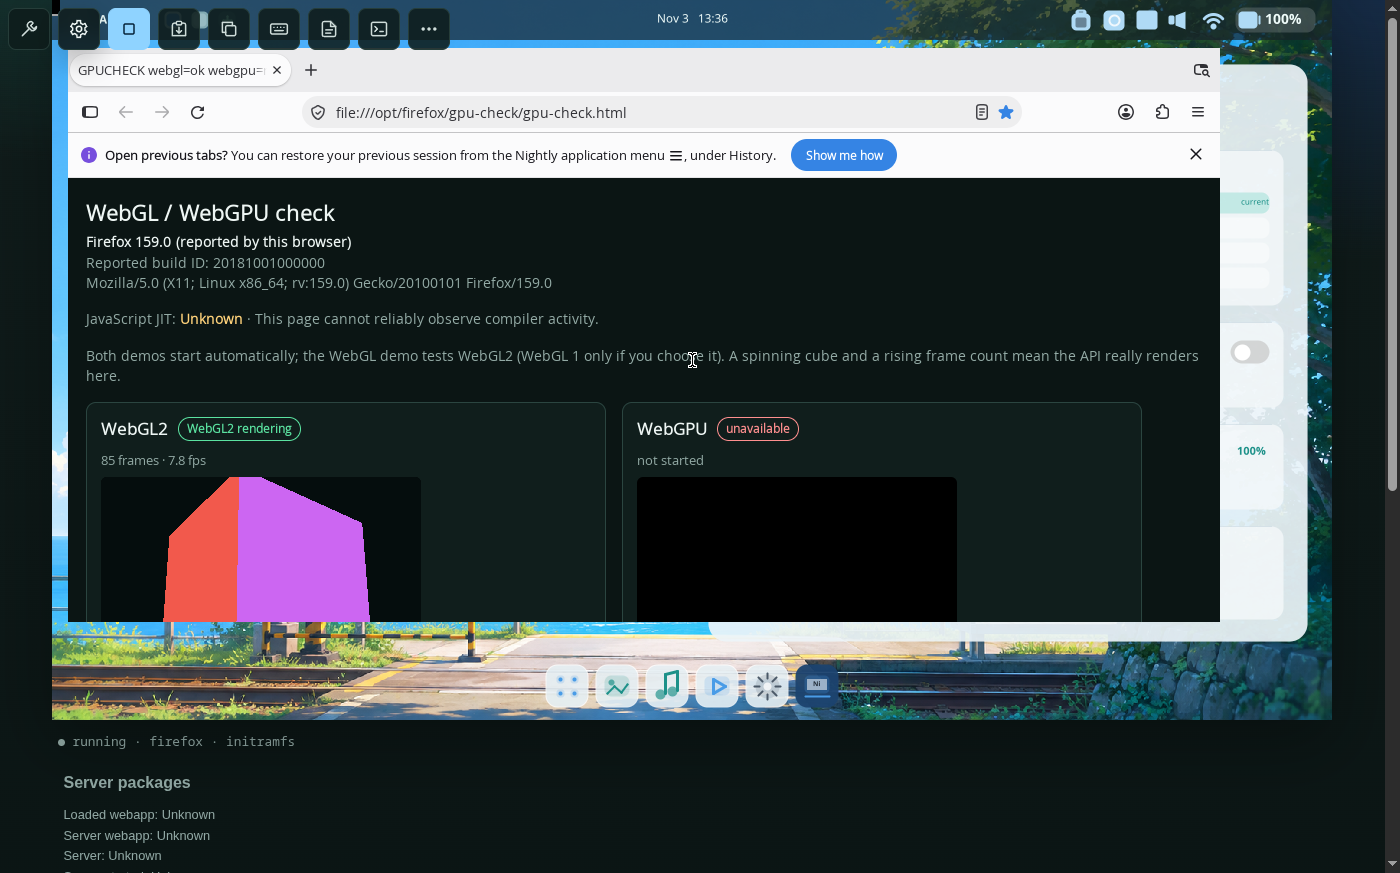 Nov 3 13:36
100%
GPUCHECK webgl=ok webgpu=
file:///opt/firefox/gpu-check/gpu-check.html
Open previous tabs? You can restore your previous session from the Nightly application menu ☰, under History.
Show me how
WebGL / WebGPU check
Firefox 159.0 (reported by this browser)
Reported build ID: 20181001000000
Mozilla/5.0 (X11; Linux x86_64; rv:159.0) Gecko/20100101 Firefox/159.0
JavaScript JIT: Unknown · This page cannot reliably observe compiler activity.
Both demos start automatically; the WebGL demo tests WebGL2 (WebGL 1 only if you choose it). A spinning cube and a rising frame count mean the API really renders
here.
WebGL2
WebGL2 rendering
85 frames · 7.8 fps
WebGPU
unavailable
not started
current
100%
Ni
● running · firefox · initramfs
Server packages
Loaded webapp: Unknown
Server webapp: Unknown
Server: Unknown